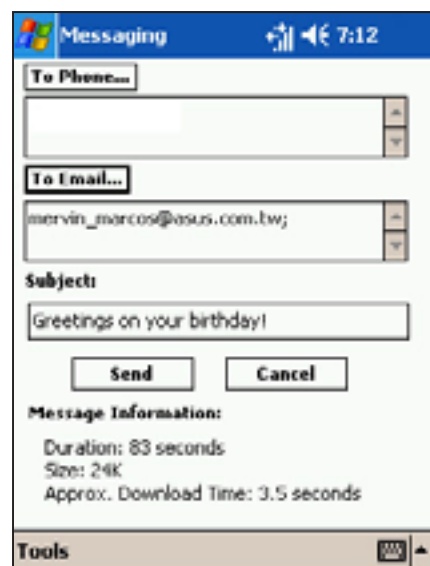 Messaging 7:12
To Phone...
To Email...
mervin_marcos@asus.com.tw;
Subject:
Greetings on your birthday!
Send Cancel
Message Information:
Duration: 83 seconds
Size: 24K
Approx. Download Time: 3.5 seconds
Tools